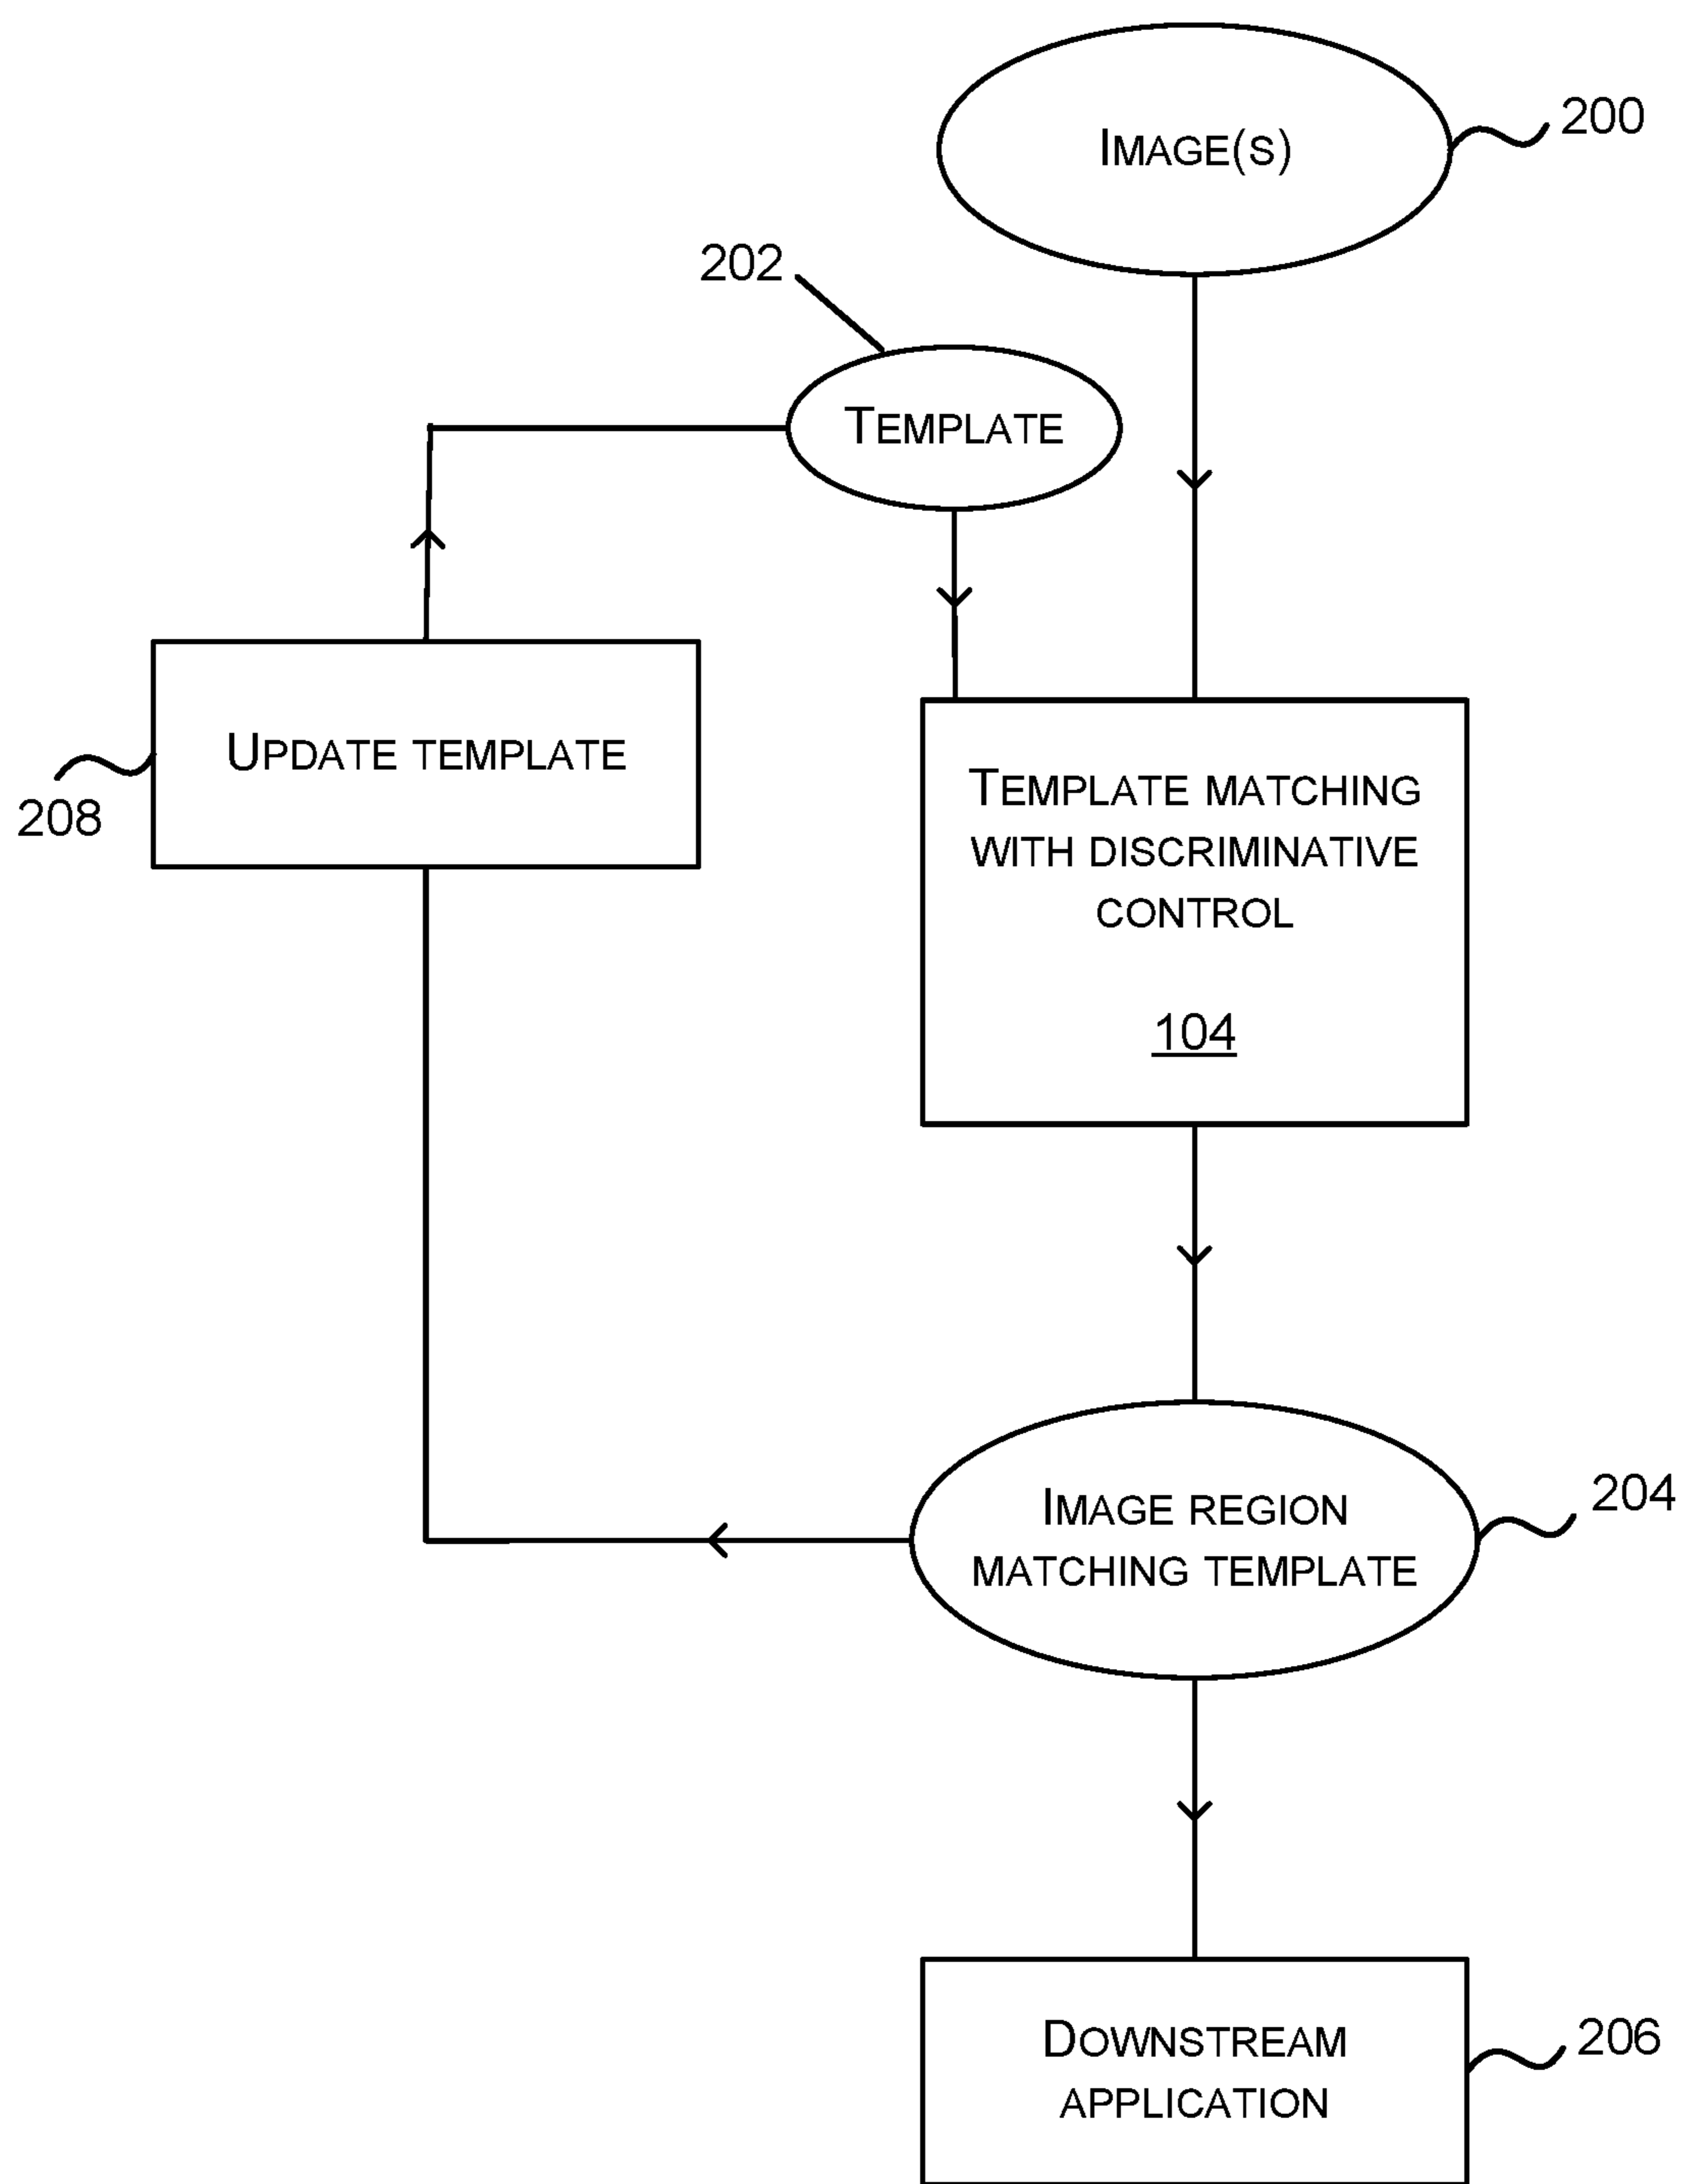 IMAGE(S)
200
202
TEMPLATE
UPDATE TEMPLATE
208
TEMPLATE MATCHING
WITH DISCRIMINATIVE
CONTROL
104
IMAGE REGION
MATCHING TEMPLATE
204
DOWNSTREAM
APPLICATION
206